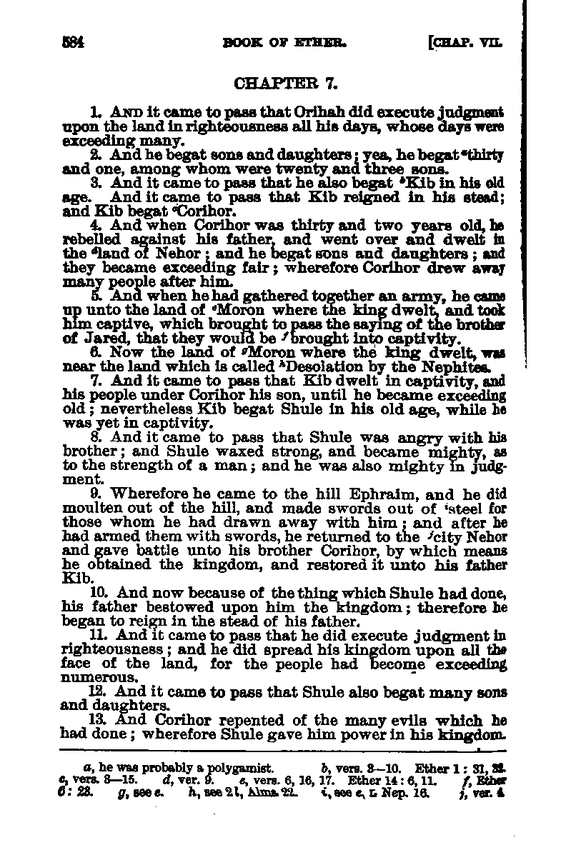 584 BOOK OF ETHER. [CHAP. VII.
CHAPTER 7.
1. AND it came to pass that Orihah did execute judgment
upon the land in righteousness all his days, whose days were
exceeding many.
2. And he begat sons and daughters; yea, he begat ᵃthirty
and one, among whom were twenty and three sons.
3. And it came to pass that he also begat ᵇKib in his old
age. And it came to pass that Kib reigned in his stead;
and Kib begat ᶜCorihor.
4. And when Corihor was thirty and two years old, he
rebelled against his father, and went over and dwelt in
the ᵈland of Nehor; and he begat sons and daughters; and
they became exceeding fair; wherefore Corihor drew away
many people after him.
5. And when he had gathered together an army, he came
up unto the land of ᵉMoron where the king dwelt, and took
him captive, which brought to pass the saying of the brother
of Jared, that they would be ᶠbrought into captivity.
6. Now the land of ᵍMoron where the king dwelt, was
near the land which is called ʰDesolation by the Nephites.
7. And it came to pass that Kib dwelt in captivity, and
his people under Corihor his son, until he became exceeding
old; nevertheless Kib begat Shule in his old age, while he
was yet in captivity.
8. And it came to pass that Shule was angry with his
brother; and Shule waxed strong, and became mighty, as
to the strength of a man; and he was also mighty in judg-
ment.
9. Wherefore he came to the hill Ephraim, and he did
moulten out of the hill, and made swords out of ⁱsteel for
those whom he had drawn away with him; and after he
had armed them with swords, he returned to the ʲcity Nehor
and gave battle unto his brother Corihor, by which means
he obtained the kingdom, and restored it unto his father
Kib.
10. And now because of the thing which Shule had done,
his father bestowed upon him the kingdom; therefore he
began to reign in the stead of his father.
11. And it came to pass that he did execute judgment in
righteousness; and he did spread his kingdom upon all the
face of the land, for the people had become exceeding
numerous.
12. And it came to pass that Shule also begat many sons
and daughters.
13. And Corihor repented of the many evils which he
had done; wherefore Shule gave him power in his kingdom.
a, he was probably a polygamist. b, vers. 3—10. Ether 1: 31, 32.
c, vers. 3—15. d, ver. 9. e, vers. 6, 16, 17. Ether 14: 6, 11. f, Ether
6: 23. g, see e. h, see 2l, Alma 22. i, see c, 1. Nep. 16. j, ver. 4